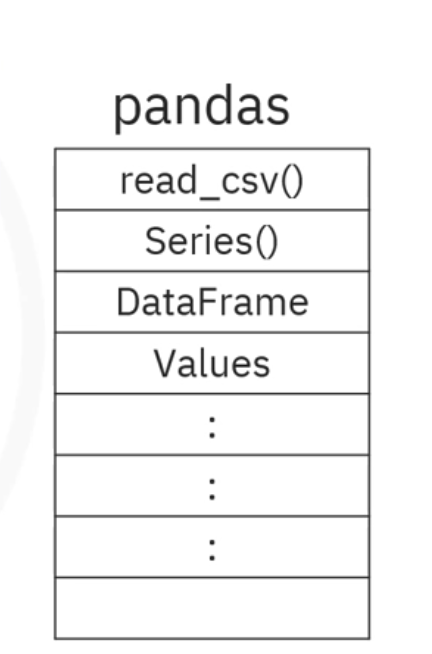 pandas
read_csv()
Series()
DataFrame
Values
:
:
: